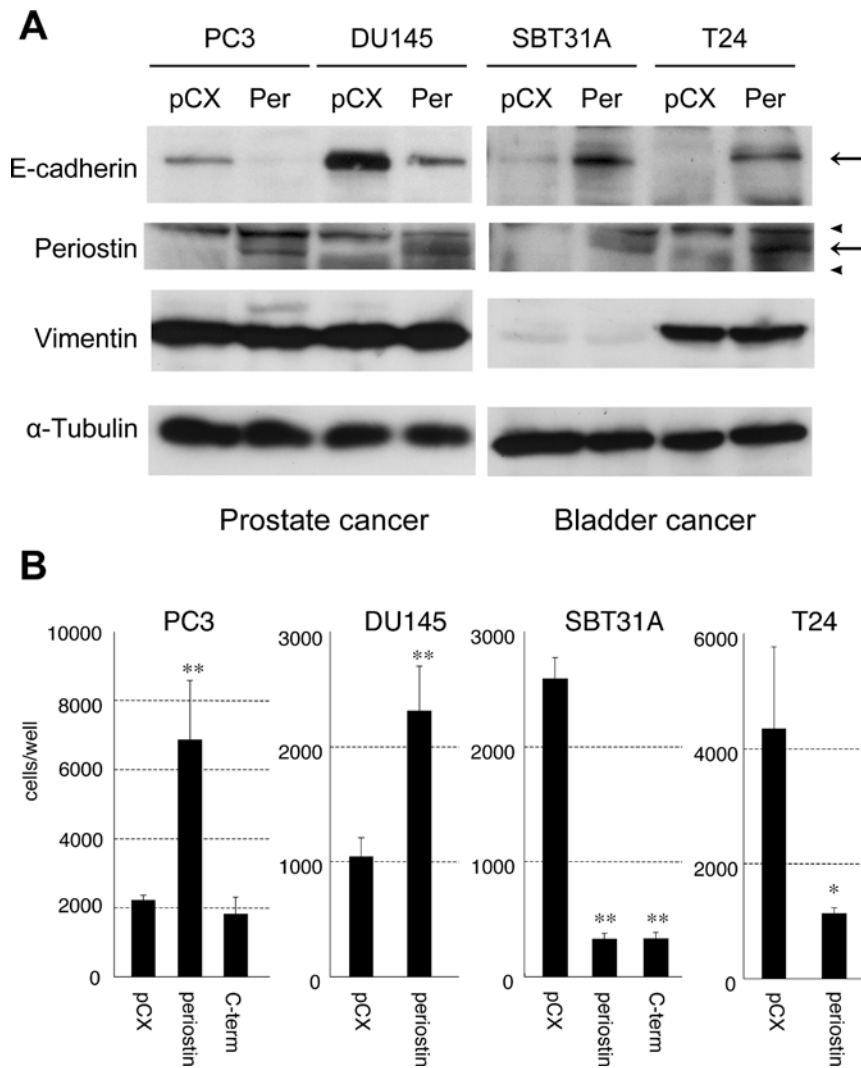 A
PC3 DU145 SBT31A T24
pCX Per pCX Per pCX Per pCX Per
E-cadherin
Periostin
Vimentin
α-Tubulin
Prostate cancer Bladder cancer
B
PC3 DU145 SBT31A T24
cells/well
10000
8000
6000
4000
2000
0
**
pCX
periostin
C-term
3000
2000
1000
0
**
pCX
periostin
3000
2000
1000
0
** **
pCX
periostin
C-term
6000
4000
2000
0
*
pCX
periostin